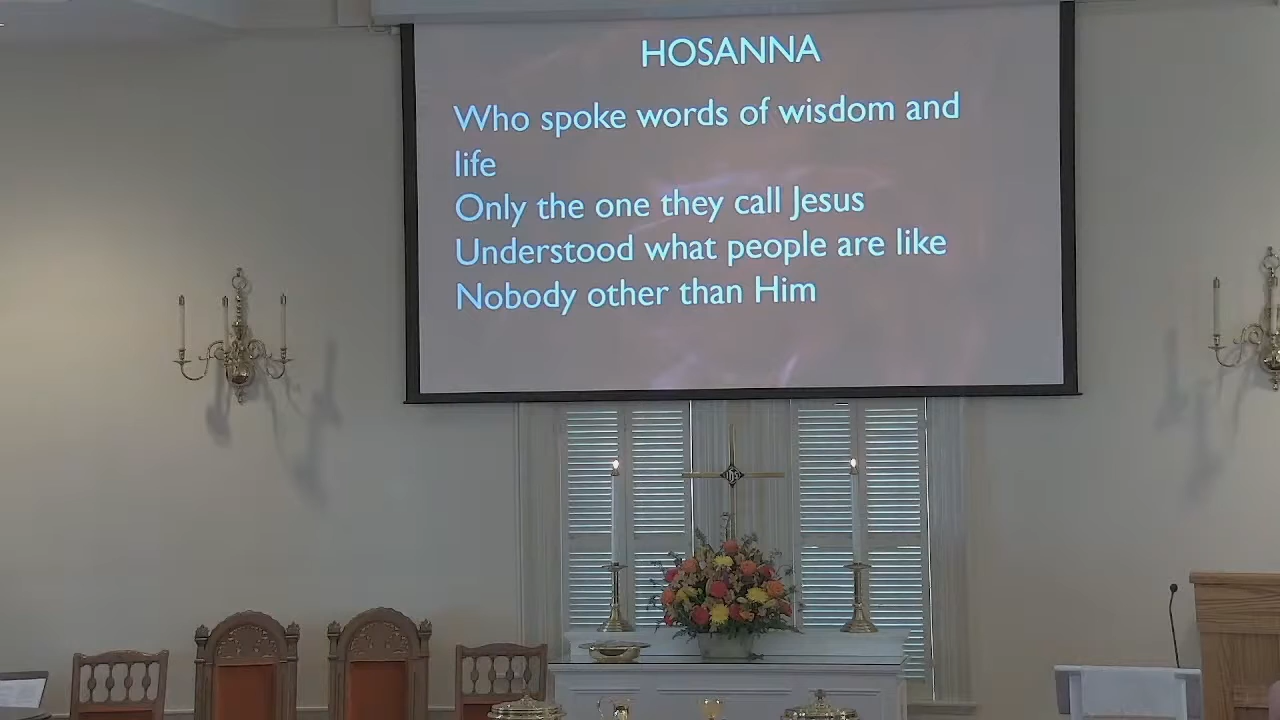 HOSANNA
Who spoke words of wisdom and
life
Only the one they call Jesus
Understood what people are like
Nobody other than Him
IHS